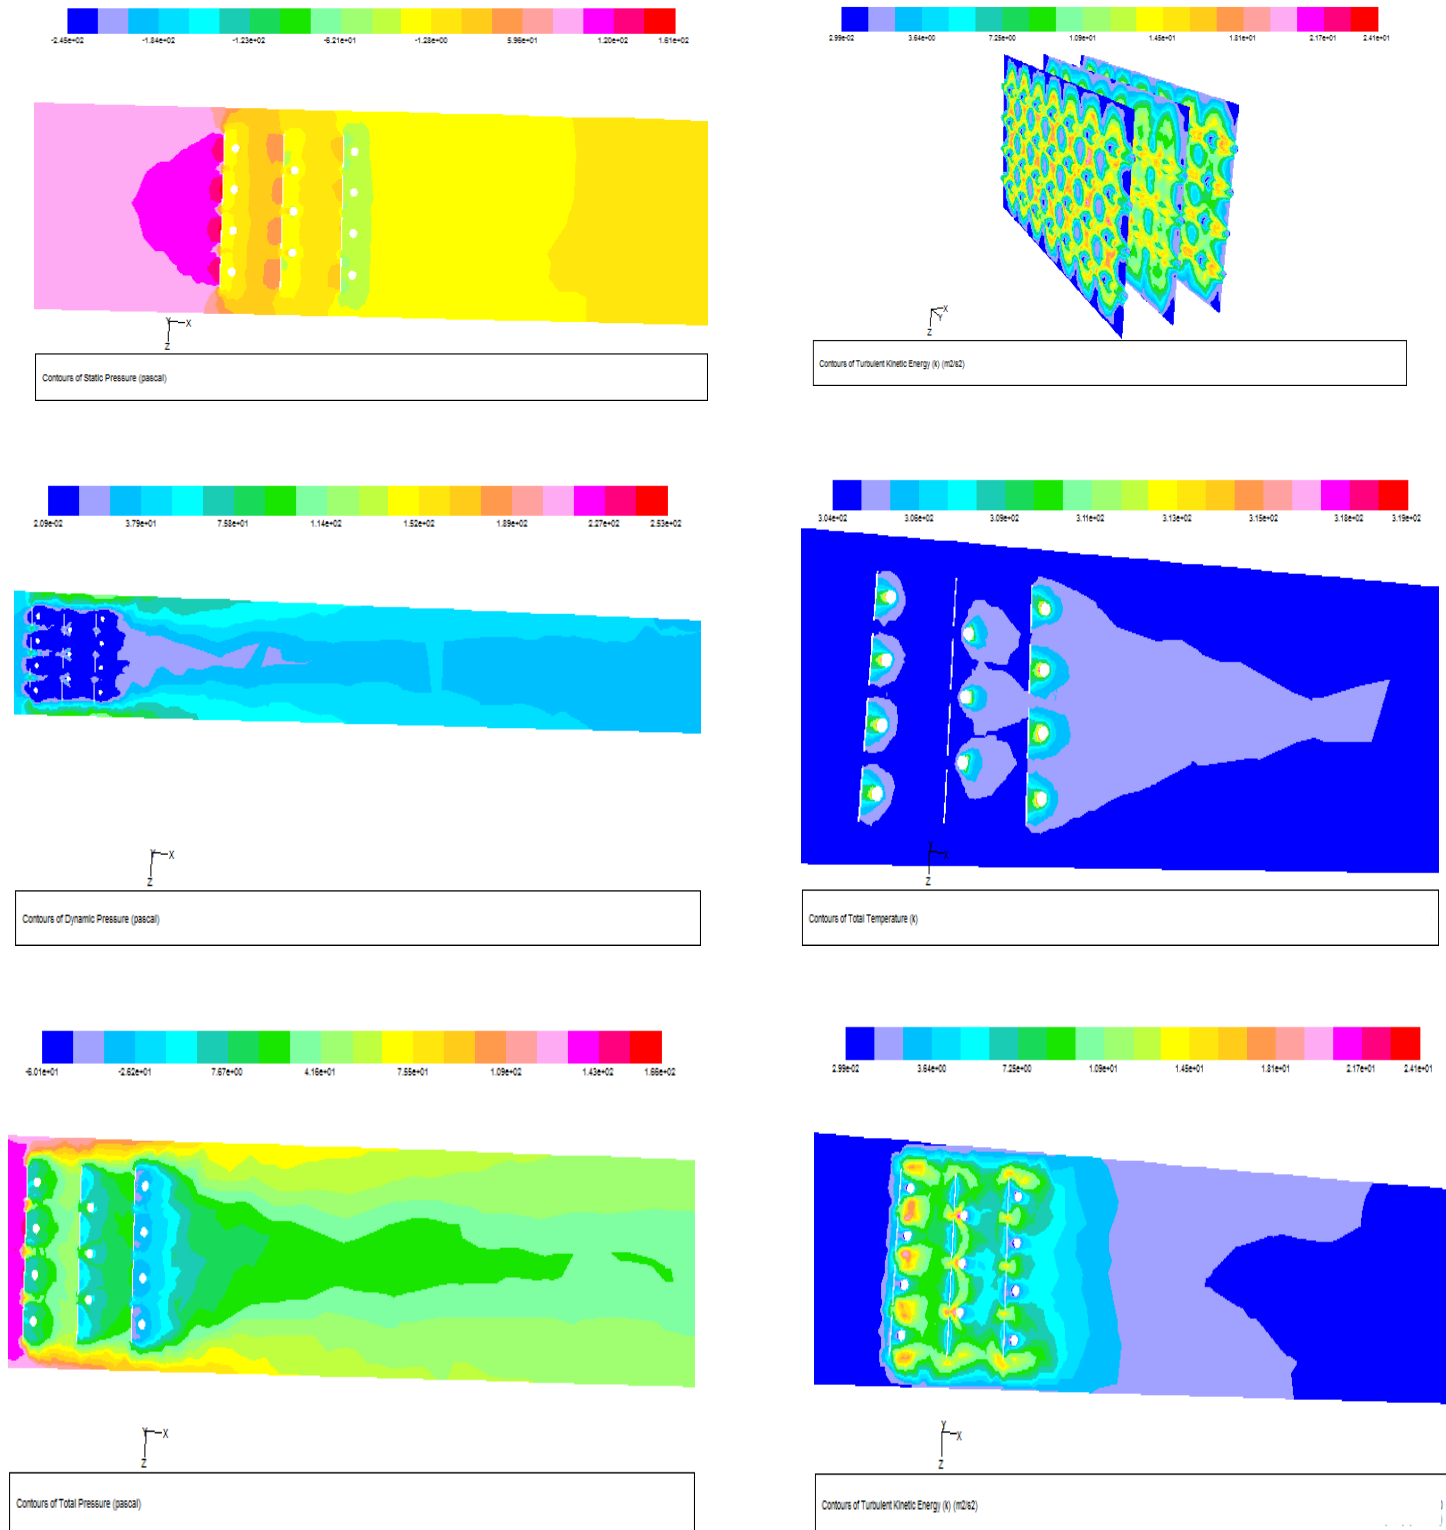 -2.45e+02 -1.84e+02 -1.23e+02 -6.21e+01 -1.28e+00 5.96e+01 1.20e+02 1.61e+02
Y X
Z
Contours of Static Pressure (pascal)
2.99e-02 3.64e+00 7.25e+00 1.09e+01 1.45e+01 1.81e+01 2.17e+01 2.41e+01
X
Y
Z
Contours of Turbulent Kinetic Energy (k) (m2/s2)
2.09e-02 3.79e+01 7.58e+01 1.14e+02 1.52e+02 1.89e+02 2.27e+02 2.53e+02
Y X
Z
Contours of Dynamic Pressure (pascal)
3.04e+02 3.06e+02 3.09e+02 3.11e+02 3.13e+02 3.15e+02 3.18e+02 3.19e+02
Y X
Z
Contours of Total Temperature (k)
-6.01e+01 -2.62e+01 7.67e+00 4.16e+01 7.55e+01 1.09e+02 1.43e+02 1.66e+02
Y X
Z
Contours of Total Pressure (pascal)
2.99e-02 3.64e+00 7.25e+00 1.09e+01 1.45e+01 1.81e+01 2.17e+01 2.41e+01
Y
X
Z
Contours of Turbulent Kinetic Energy (k) (m2/s2)